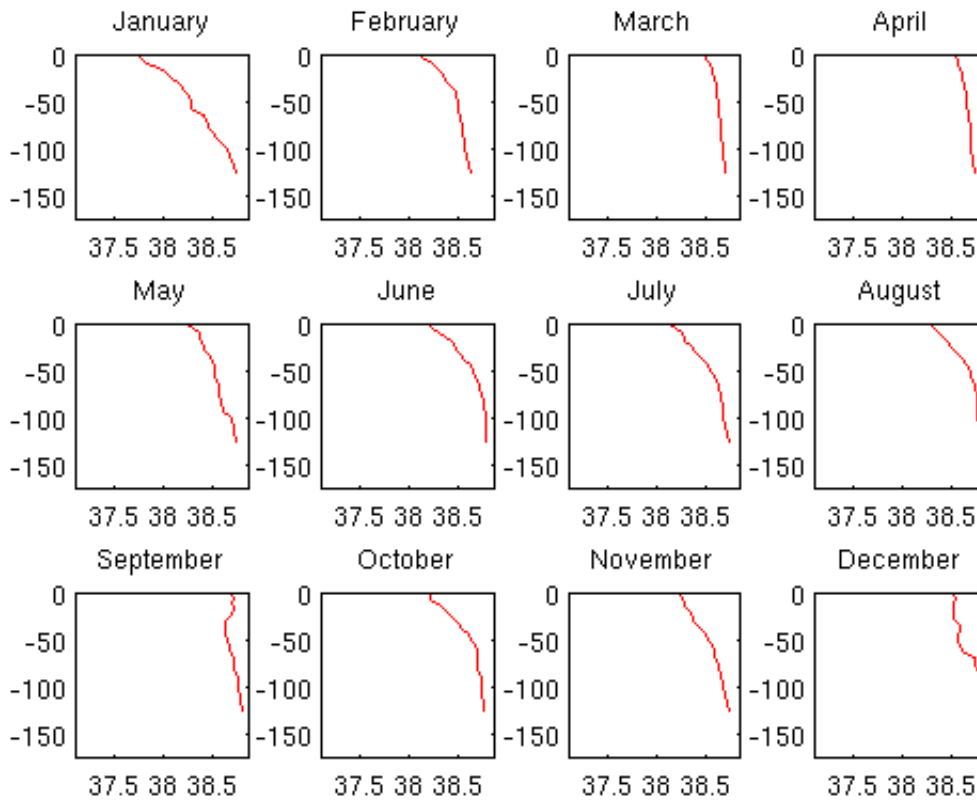 January February March April
0 0 0 0
-50 -50 -50 -50
-100 -100 -100 -100
-150 -150 -150 -150
37.5 38 38.5 37.5 38 38.5 37.5 38 38.5 37.5 38 38.5
May June July August
0 0 0 0
-50 -50 -50 -50
-100 -100 -100 -100
-150 -150 -150 -150
37.5 38 38.5 37.5 38 38.5 37.5 38 38.5 37.5 38 38.5
September October November December
0 0 0 0
-50 -50 -50 -50
-100 -100 -100 -100
-150 -150 -150 -150
37.5 38 38.5 37.5 38 38.5 37.5 38 38.5 37.5 38 38.5